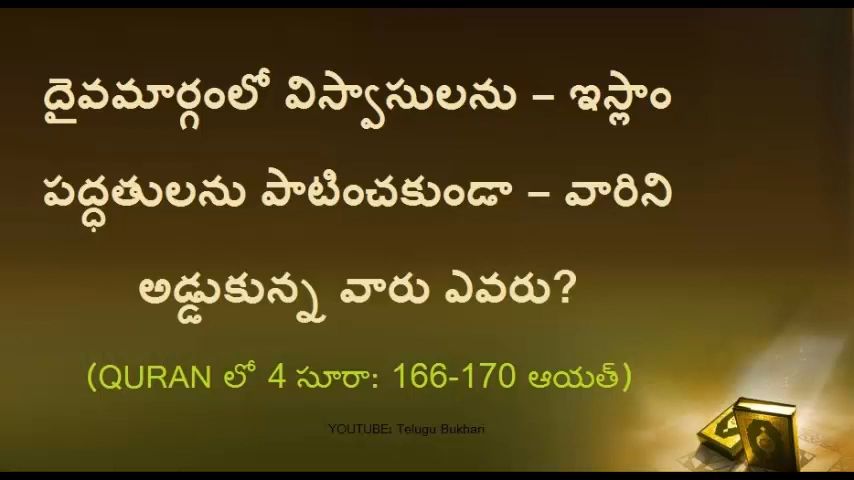 దైవమార్గంలో విస్వాసులను – ఇస్లాం
పద్ధతులను పాటించకుండా – వారిని
అడ్డుకున్న వారు ఎవరు?
(QURAN లో 4 సూరా: 166-170 ఆయత్)
YOUTUBE: Telugu Bukhari